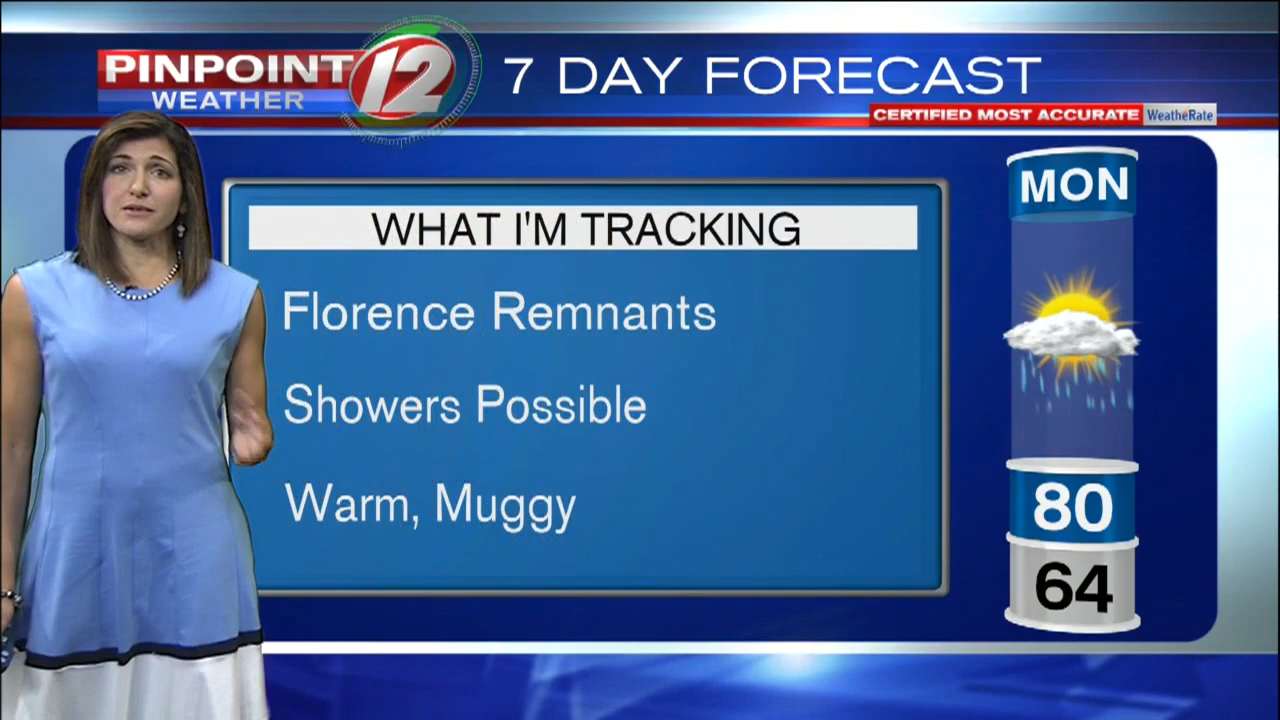 PINPOINT
WEATHER
12
7 DAY FORECAST
CERTIFIED MOST ACCURATE
WeatheRate
WHAT I'M TRACKING
Florence Remnants
Showers Possible
Warm, Muggy
MON
80
64